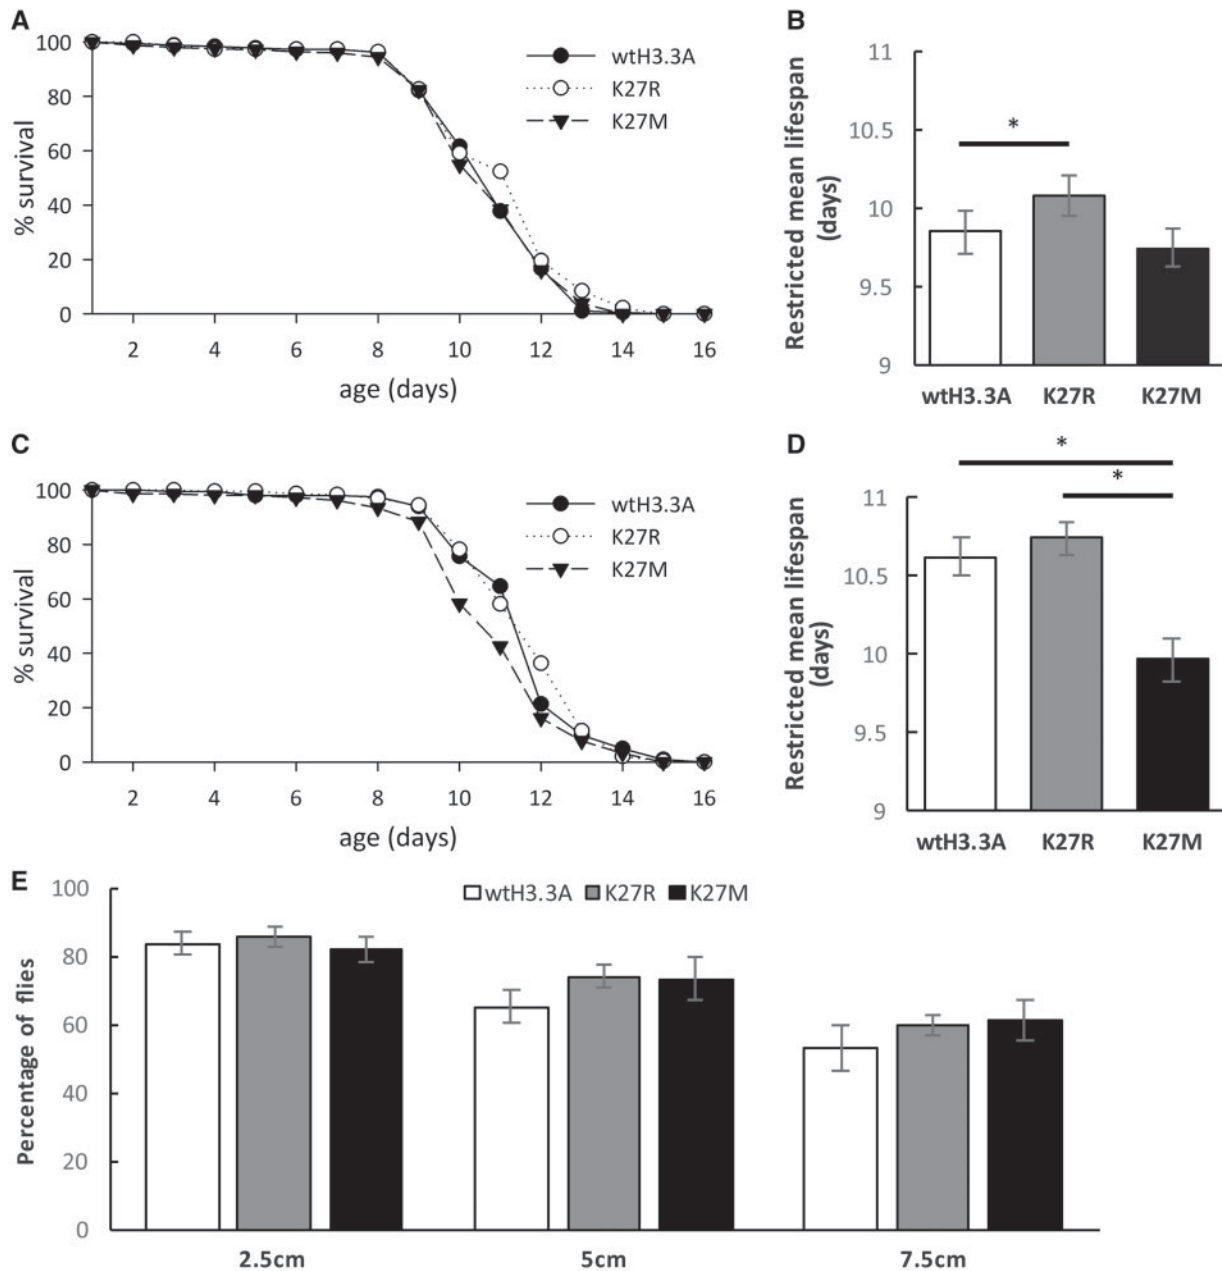 A
100
80
60
40
20
0
% survival
wtH3.3A
K27R
K27M
2 4 6 8 10 12 14 16
age (days)
B
11
10.5
10
9.5
9
Restricted mean lifespan
(days)
*
wtH3.3A K27R K27M
C
100
80
60
40
20
0
% survival
wtH3.3A
K27R
K27M
2 4 6 8 10 12 14 16
age (days)
D
*
*
11
10.5
10
9.5
9
Restricted mean lifespan
(days)
wtH3.3A K27R K27M
E
100
80
60
40
20
0
Percentage of flies
wtH3.3A K27R K27M
2.5cm 5cm 7.5cm